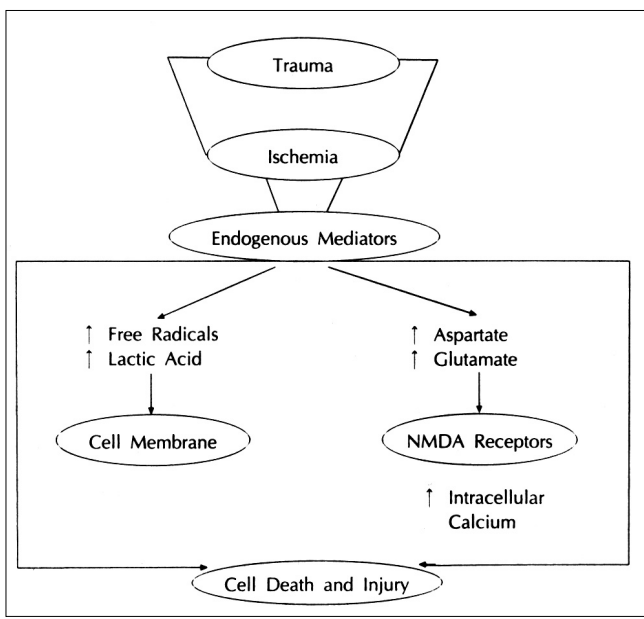 Trauma
Ischemia
Endogenous Mediators
↑ Free Radicals
↑ Lactic Acid
↑ Aspartate
↑ Glutamate
Cell Membrane
NMDA Receptors
↑ Intracellular
Calcium
Cell Death and Injury